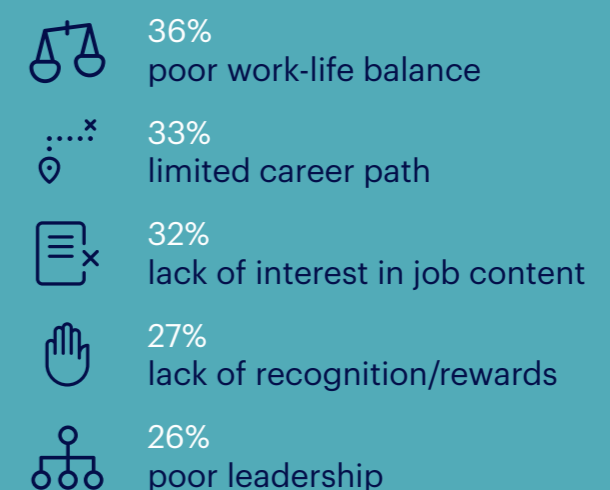 36%
poor work-life balance
33%
limited career path
32%
lack of interest in job content
27%
lack of recognition/rewards
26%
poor leadership